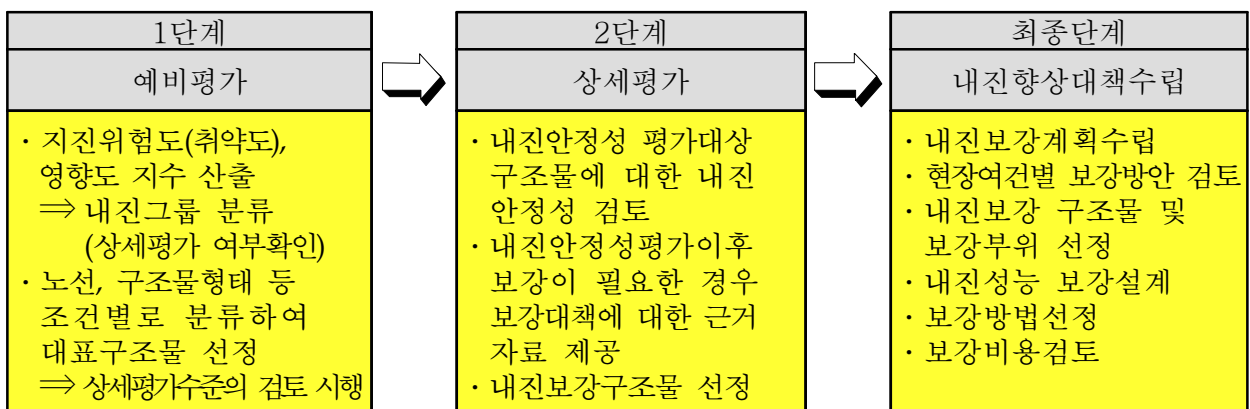 1단계
예비평가
· 지진위험도(취약도),
영향도 지수 산출
⇒ 내진그룹 분류
(상세평가 여부확인)
· 노선, 구조물형태 등
조건별로 분류하여
대표구조물 선정
⇒ 상세평가수준의 검토 시행
2단계
상세평가
· 내진안정성 평가대상
구조물에 대한 내진
안정성 검토
· 내진안정성평가이후
보강이 필요한 경우
보강대책에 대한 근거
자료 제공
· 내진보강구조물 선정
최종단계
내진향상대책수립
· 내진보강계획수립
· 현장여건별 보강방안 검토
· 내진보강 구조물 및
보강부위 선정
· 내진성능 보강설계
· 보강방법선정
· 보강비용검토